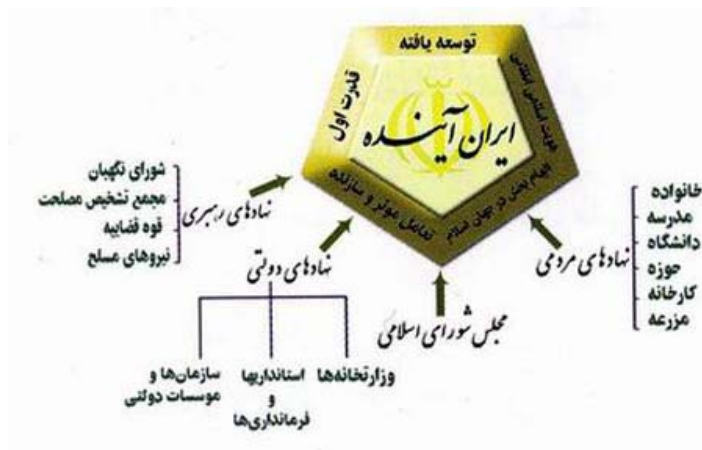 توسعه یافته
قدرت اول
هویت اسلامی انقلابی
ایران آینده
الهام بخش در جهان اسلام
تعامل موثر و سازنده
شورای نگهبان
مجمع تشخیص مصلحت
قوه قضاییه
نیروهای مسلح
نهادهای رهبری
نهادهای دولتی
مجلس شورای اسلامی
نهادهای مردمی
خانواده
مدرسه
دانشگاه
حوزه
کارخانه
مزرعه
وزارتخانه‌ها
استانداریها
و
فرمانداری‌ها
سازمان‌ها و
موسسات دولتی